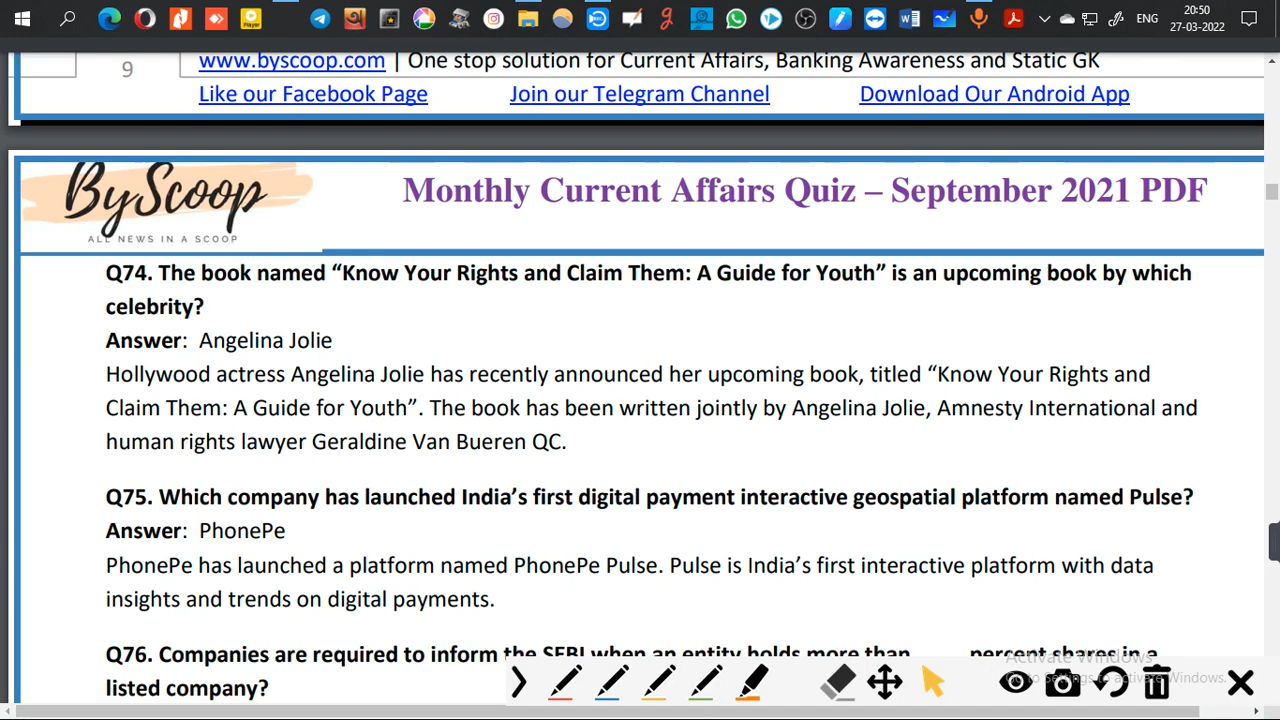 ENG
20:50
27-03-2022
9
www.byscoop.com | One stop solution for Current Affairs, Banking Awareness and Static GK
Like our Facebook Page Join our Telegram Channel Download Our Android App
ByScoop
ALL NEWS IN A SCOOP
Monthly Current Affairs Quiz – September 2021 PDF
Q74. The book named “Know Your Rights and Claim Them: A Guide for Youth” is an upcoming book by which
celebrity?
Answer: Angelina Jolie
Hollywood actress Angelina Jolie has recently announced her upcoming book, titled “Know Your Rights and
Claim Them: A Guide for Youth”. The book has been written jointly by Angelina Jolie, Amnesty International and
human rights lawyer Geraldine Van Bueren QC.
Q75. Which company has launched India’s first digital payment interactive geospatial platform named Pulse?
Answer: PhonePe
PhonePe has launched a platform named PhonePe Pulse. Pulse is India’s first interactive platform with data
insights and trends on digital payments.
Q76. Companies are required to inform the SEBI when an entity holds more than percent shares in a
listed company?
Activate Windows
Go to Settings to activate Windows.